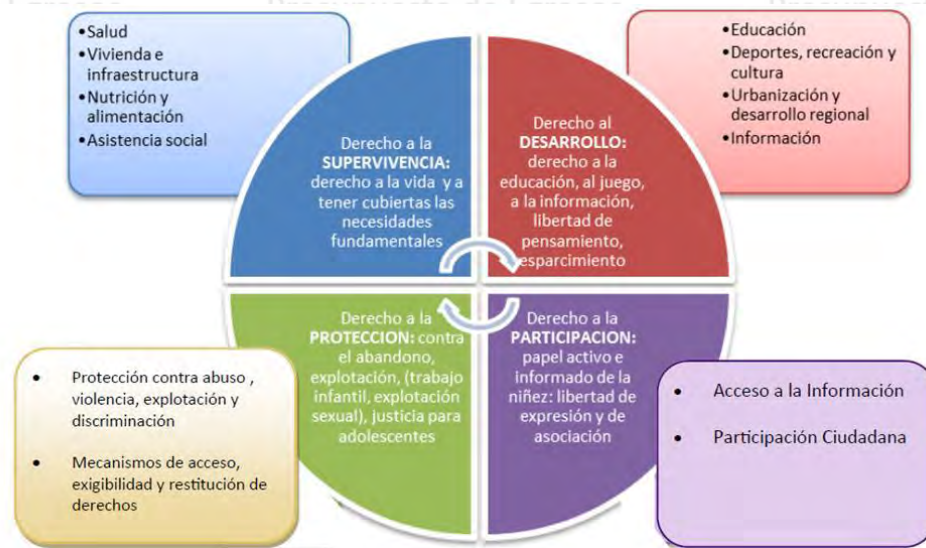 •Salud
•Vivienda e
infraestructura
•Nutrición y
alimentación
•Asistencia social
•Educación
•Deportes, recreación y
cultura
•Urbanización y
desarrollo regional
•Información
Derecho a la
SUPERVIVENCIA:
derecho a la vida y a
tener cubiertas las
necesidades
fundamentales
Derecho al
DESARROLLO:
derecho a la
educación, al juego,
a la información,
libertad de
pensamiento,
esparcimiento
Derecho a la
PROTECCION: contra
el abandono,
explotación, (trabajo
infantil, explotación
sexual), justicia para
adolescentes
Derecho a la
PARTICIPACION:
papel activo e
informado de la
niñez: libertad de
expresión y de
asociación
• Protección contra abuso ,
violencia, explotación y
discriminación
• Mecanismos de acceso,
exigibilidad y restitución de
derechos
• Acceso a la Información
• Participación Ciudadana